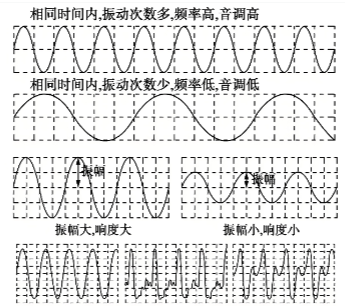 相同时间内,振动次数多,频率高,音调高
相同时间内,振动次数少,频率低,音调低
振幅
振幅
振幅大,响度大
振幅小,响度小